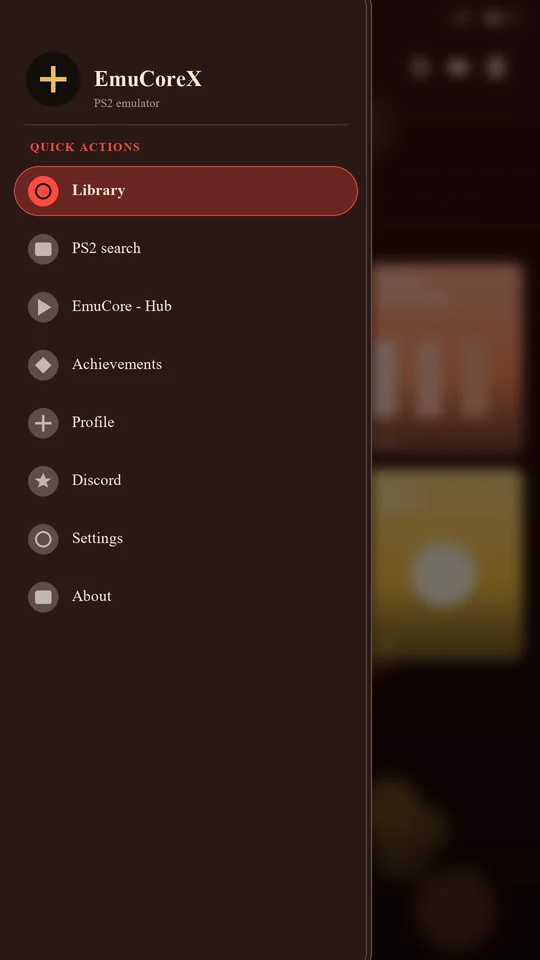 EmuCoreX
PS2 emulator
QUICK ACTIONS
Library
PS2 search
EmuCore - Hub
Achievements
Profile
Discord
Settings
About